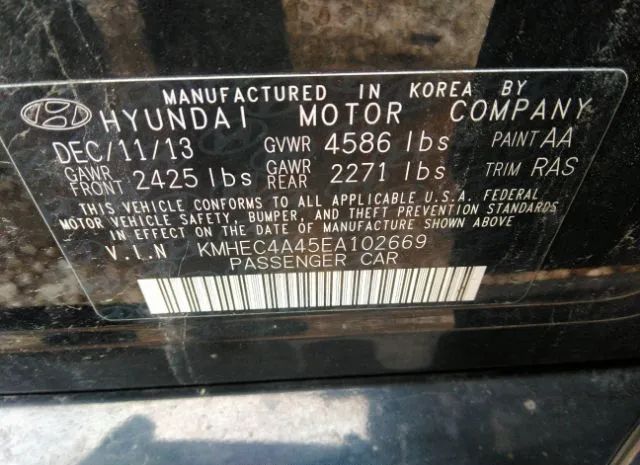 MANUFACTURED IN KOREA BY
HYUNDAI MOTOR COMPANY
DEC/11/13 GVWR 4586 lbs PAINT AA
GAWR FRONT 2425 lbs GAWR REAR 2271 lbs TRIM RAS
THIS VEHICLE CONFORMS TO ALL APPLICABLE U.S.A. FEDERAL
MOTOR VEHICLE SAFETY, BUMPER, AND THEFT PREVENTION STANDARDS
IN EFFECT ON THE DATE OF MANUFACTURE SHOWN ABOVE
V.I.N KMHEC4A45EA102669
PASSENGER CAR